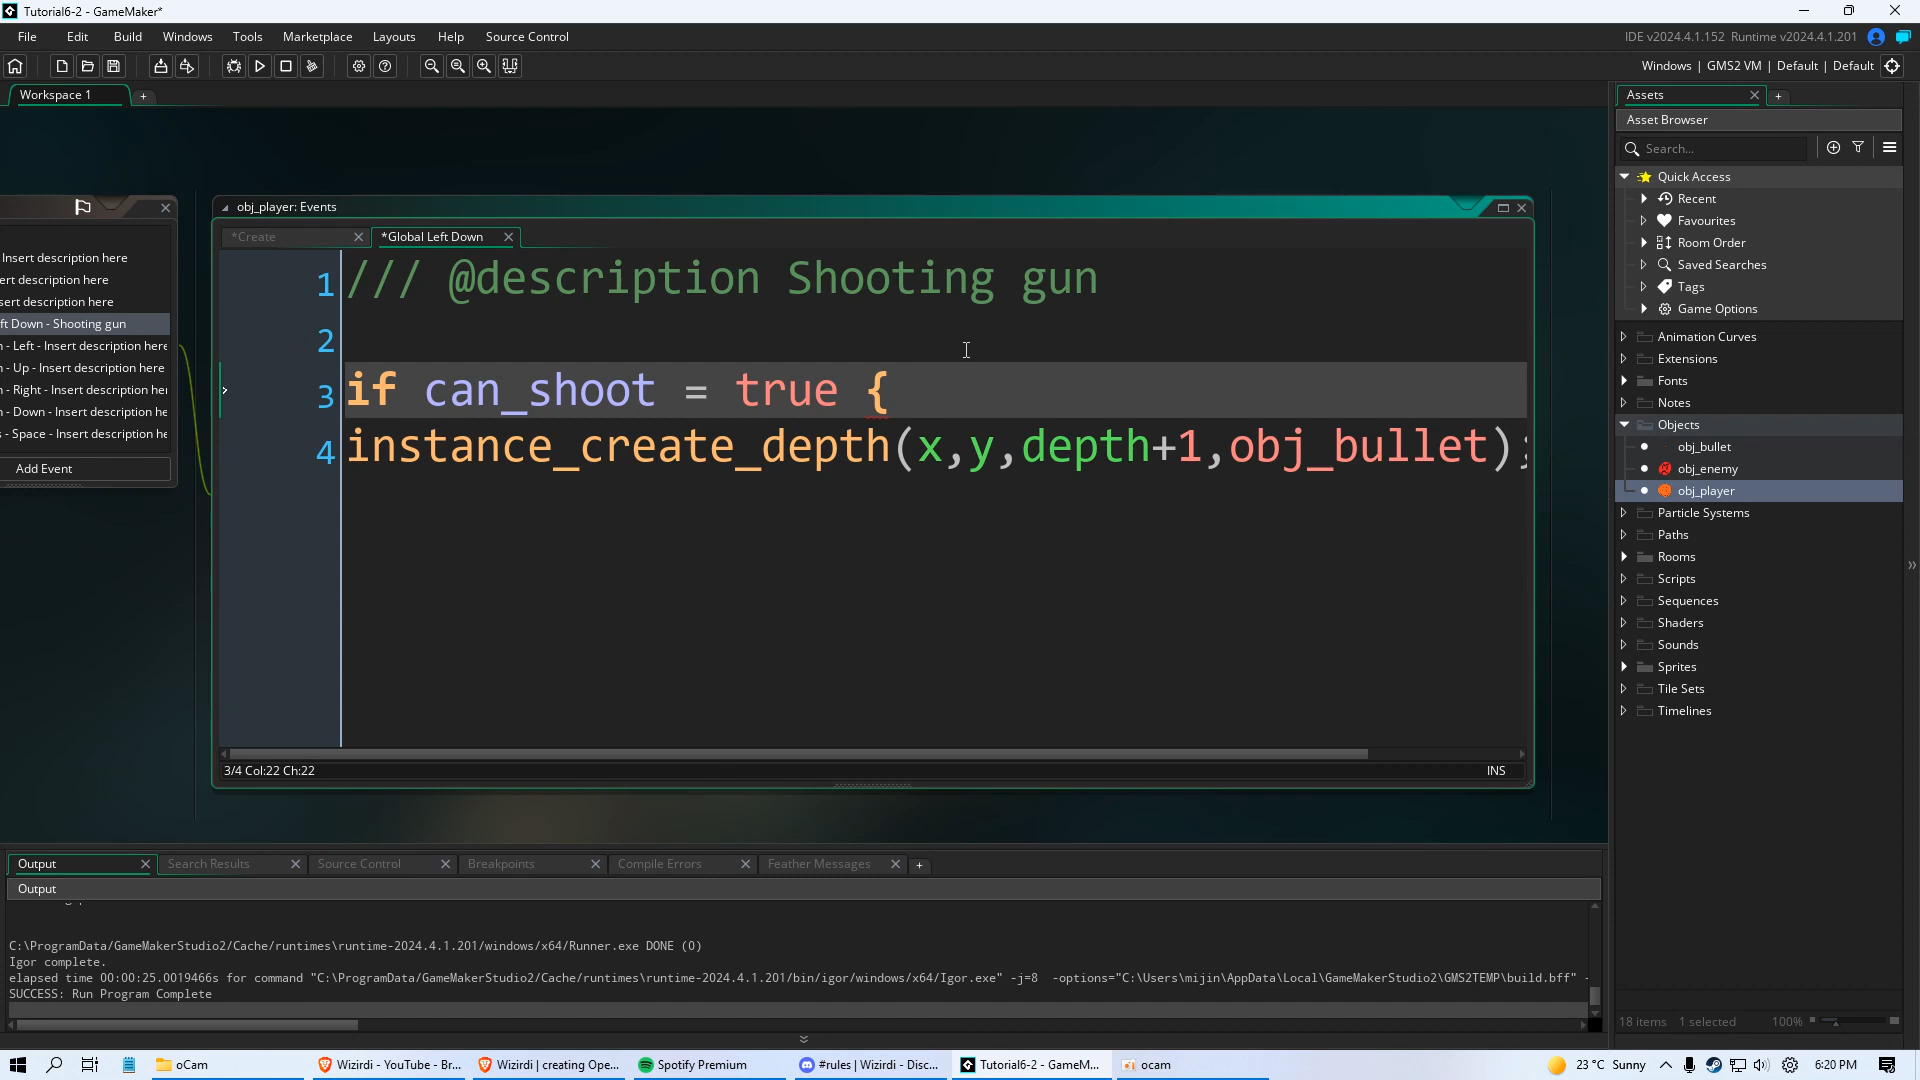 Tutorial6-2 - GameMaker*
File Edit Build Windows Tools Marketplace Layouts Help Source Control
IDE v2024.4.1.152 Runtime v2024.4.1.201
Windows | GMS2 VM | Default | Default
Workspace 1
Assets
Asset Browser
Search...
Quick Access
Recent
Favourites
Room Order
Saved Searches
Tags
Game Options
Animation Curves
Extensions
Fonts
Notes
Objects
obj_bullet
obj_enemy
obj_player
Particle Systems
Paths
Rooms
Scripts
Sequences
Shaders
Sounds
Sprites
Tile Sets
Timelines
18 items 1 selected 100%
Insert description here
sert description here
sert description here
ft Down - Shooting gun
n - Left - Insert description here
n - Up - Insert description here
n - Right - Insert description her
n - Down - Insert description he
s - Space - Insert description he
Add Event
obj_player: Events
*Create
*Global Left Down
1 /// @description Shooting gun
2
3 if can_shoot = true {
4 instance_create_depth(x,y,depth+1,obj_bullet);
3/4 Col:22 Ch:22 INS
Output Search Results Source Control Breakpoints Compile Errors Feather Messages
Output
C:\ProgramData/GameMakerStudio2/Cache/runtimes\runtime-2024.4.1.201/windows/x64/Runner.exe DONE (0)
Igor complete.
elapsed time 00:00:25.0019466s for command "C:\ProgramData/GameMakerStudio2/Cache/runtimes\runtime-2024.4.1.201/bin/igor/windows/x64/Igor.exe" -j=8 -options="C:\Users\mijin\AppData\Local\GameMakerStudio2\GMS2TEMP\build.bff" -
SUCCESS: Run Program Complete
oCam
Wizirdi - YouTube - Br...
Wizirdi | creating Ope...
Spotify Premium
#rules | Wizirdi - Disc...
Tutorial6-2 - GameM...
ocam
23 °C Sunny
6:20 PM